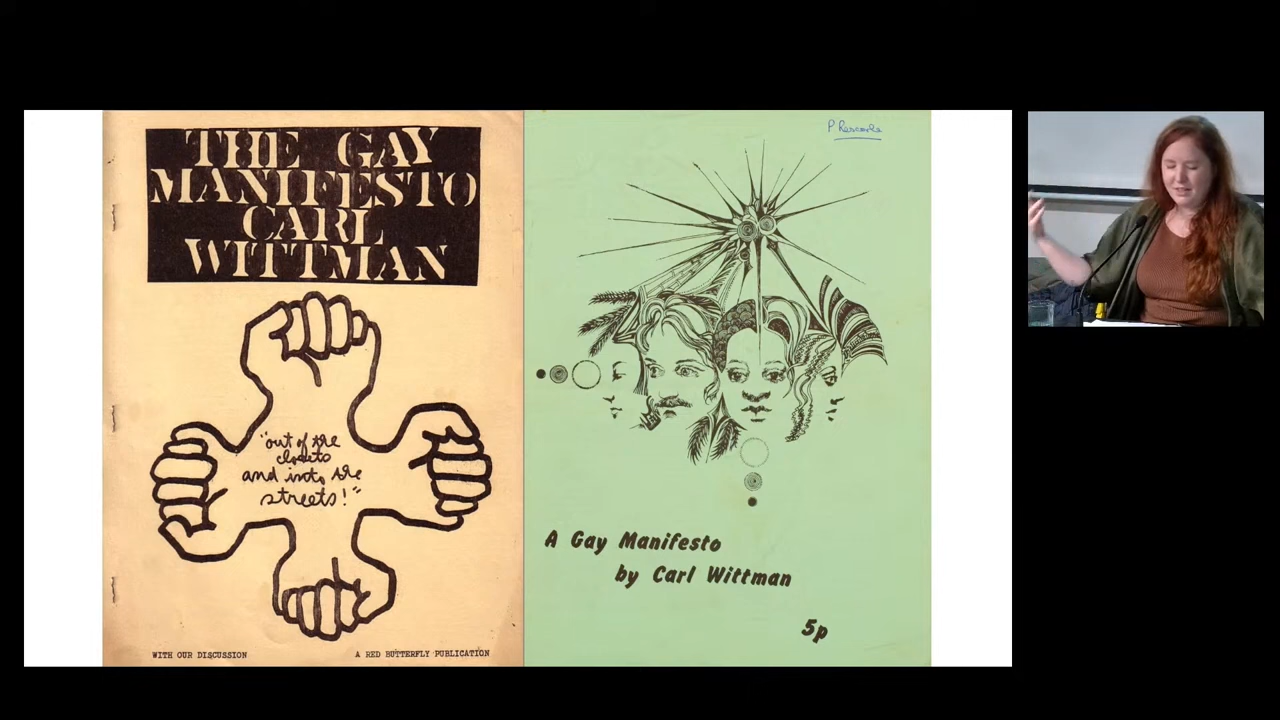 THE GAY
MANIFESTO
CARL
WITTMAN
"out of the
closets
and into the
streets!"
WITH OUR DISCUSSION
A RED BUTTERFLY PUBLICATION
A Gay Manifesto
by Carl Wittman
5p